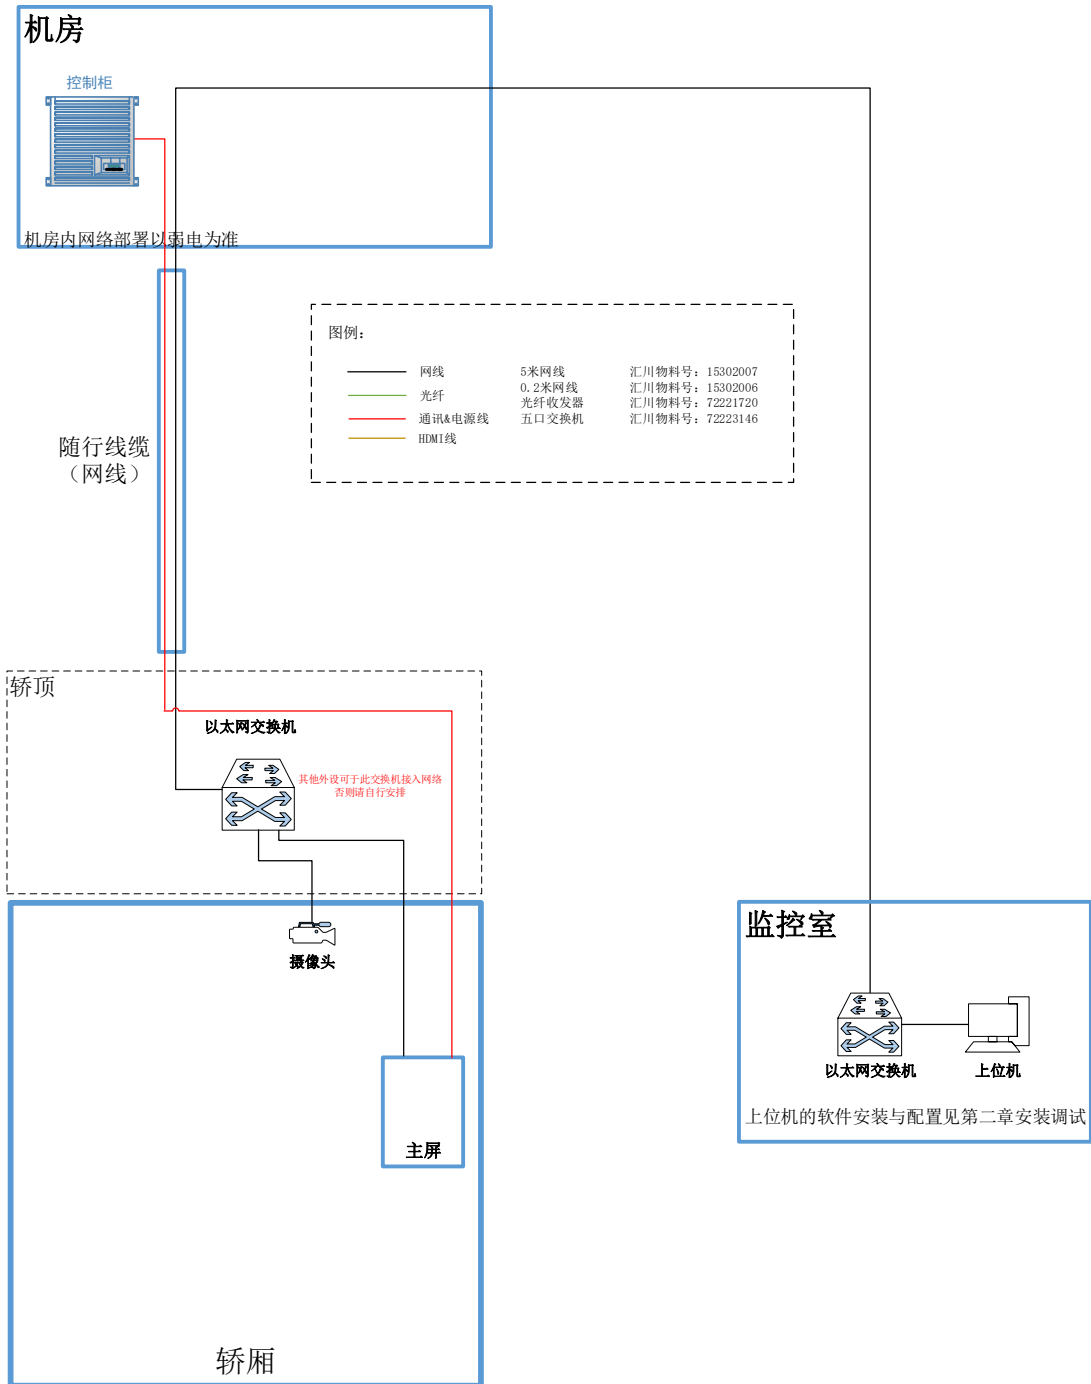 机房
控制柜
机房内网络部署以弱电为准
图例：
网线 5米网线 汇川物料号：15302007
0.2米网线 汇川物料号：15302006
光纤 光纤收发器 汇川物料号：72221720
通讯&电源线 五口交换机 汇川物料号：72223146
HDMI线
随行线缆
（网线）
轿顶
以太网交换机
其他外设可于此交换机接入网络
否则请自行安排
摄像头
主屏
轿厢
监控室
以太网交换机
上位机
上位机的软件安装与配置见第二章安装调试